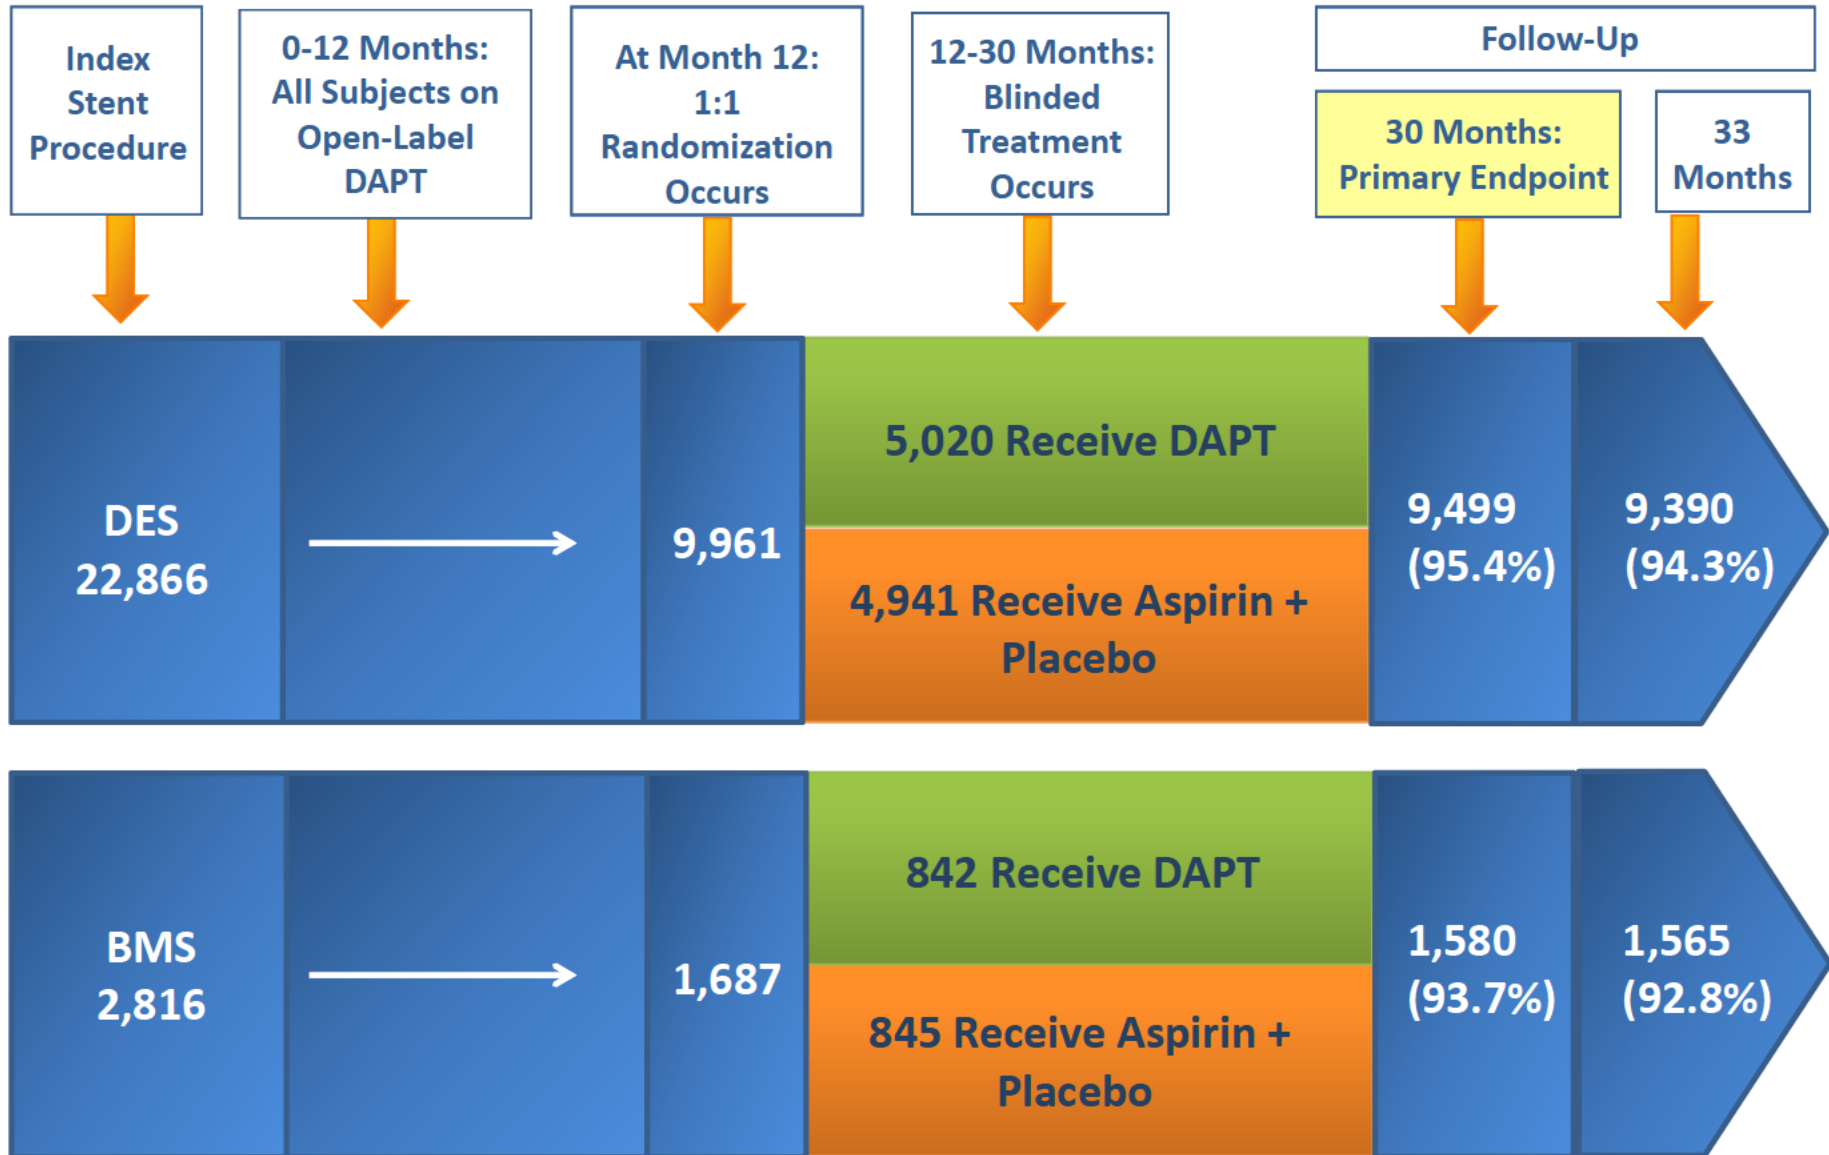 Index
Stent
Procedure
0-12 Months:
All Subjects on
Open-Label
DAPT
At Month 12:
1:1
Randomization
Occurs
12-30 Months:
Blinded
Treatment
Occurs
Follow-Up
30 Months:
Primary Endpoint
33
Months
DES
22,866
9,961
5,020 Receive DAPT
4,941 Receive Aspirin +
Placebo
9,499
(95.4%)
9,390
(94.3%)
BMS
2,816
1,687
842 Receive DAPT
845 Receive Aspirin +
Placebo
1,580
(93.7%)
1,565
(92.8%)